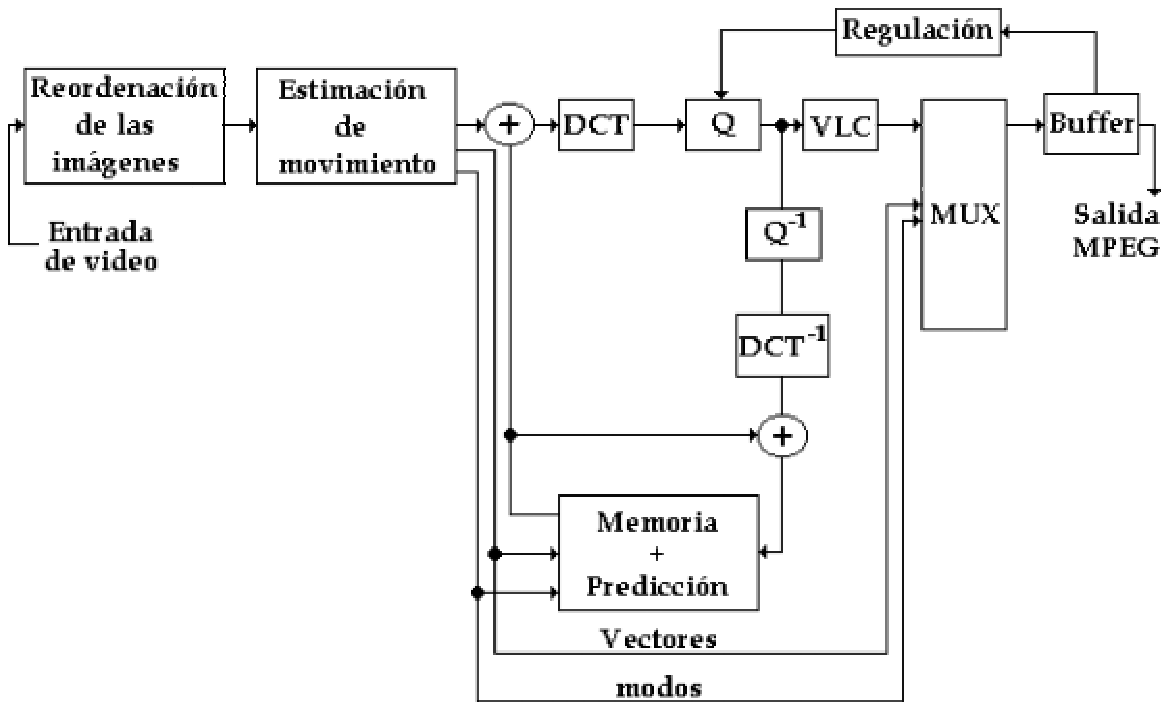 Regulación
Reordenación
de las
imágenes
Estimación
de
movimiento
+
DCT
Q
VLC
MUX
Buffer
Entrada
de video
Salida
MPEG
Q⁻¹
DCT⁻¹
+
Memoria
+
Predicción
Vectores
modos